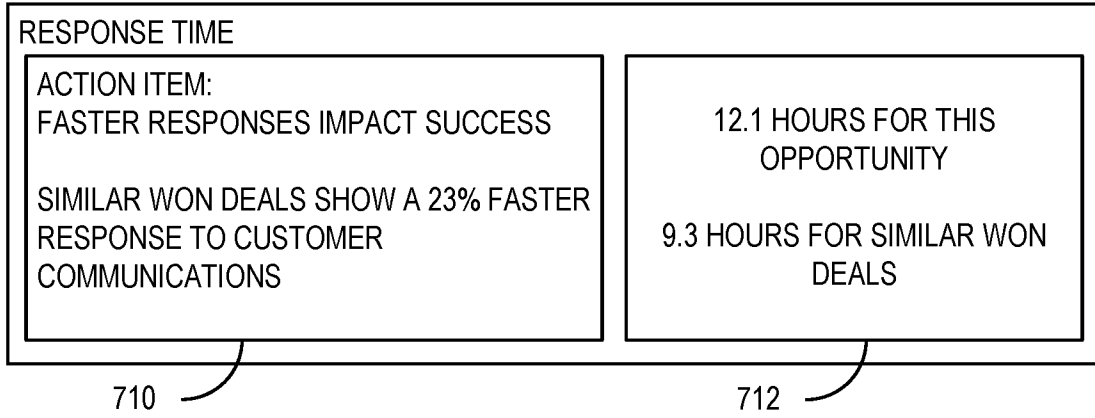 RESPONSE TIME
ACTION ITEM:
FASTER RESPONSES IMPACT SUCCESS
SIMILAR WON DEALS SHOW A 23% FASTER
RESPONSE TO CUSTOMER
COMMUNICATIONS
12.1 HOURS FOR THIS
OPPORTUNITY
9.3 HOURS FOR SIMILAR WON
DEALS
710
712